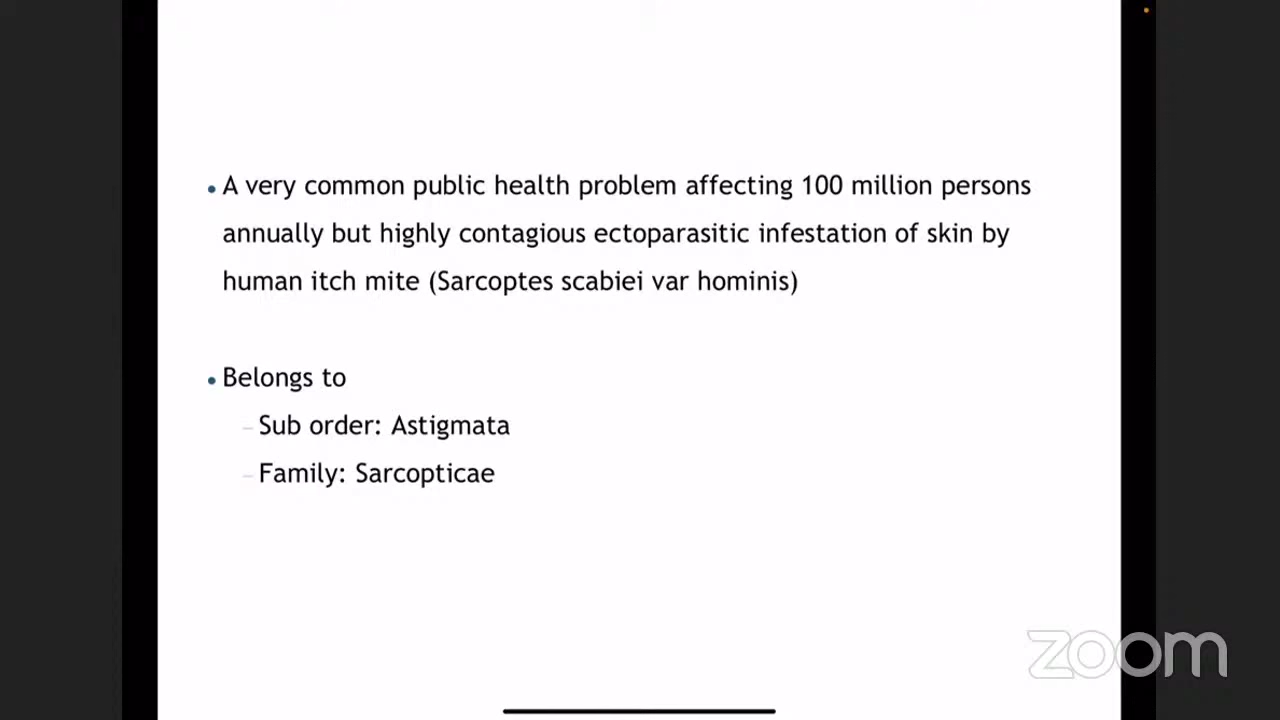 • A very common public health problem affecting 100 million persons
annually but highly contagious ectoparasitic infestation of skin by
human itch mite (Sarcoptes scabiei var hominis)
• Belongs to
– Sub order: Astigmata
– Family: Sarcopticae
zoom